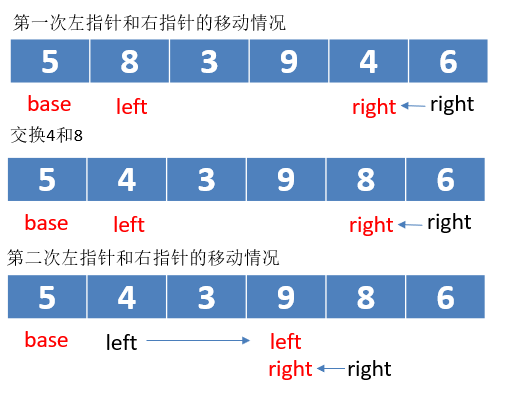 第一次左指针和右指针的移动情况
5 8 3 9 4 6
base left right right
交换4和8
5 4 3 9 8 6
base left right right
第二次左指针和右指针的移动情况
5 4 3 9 8 6
base left left
right right